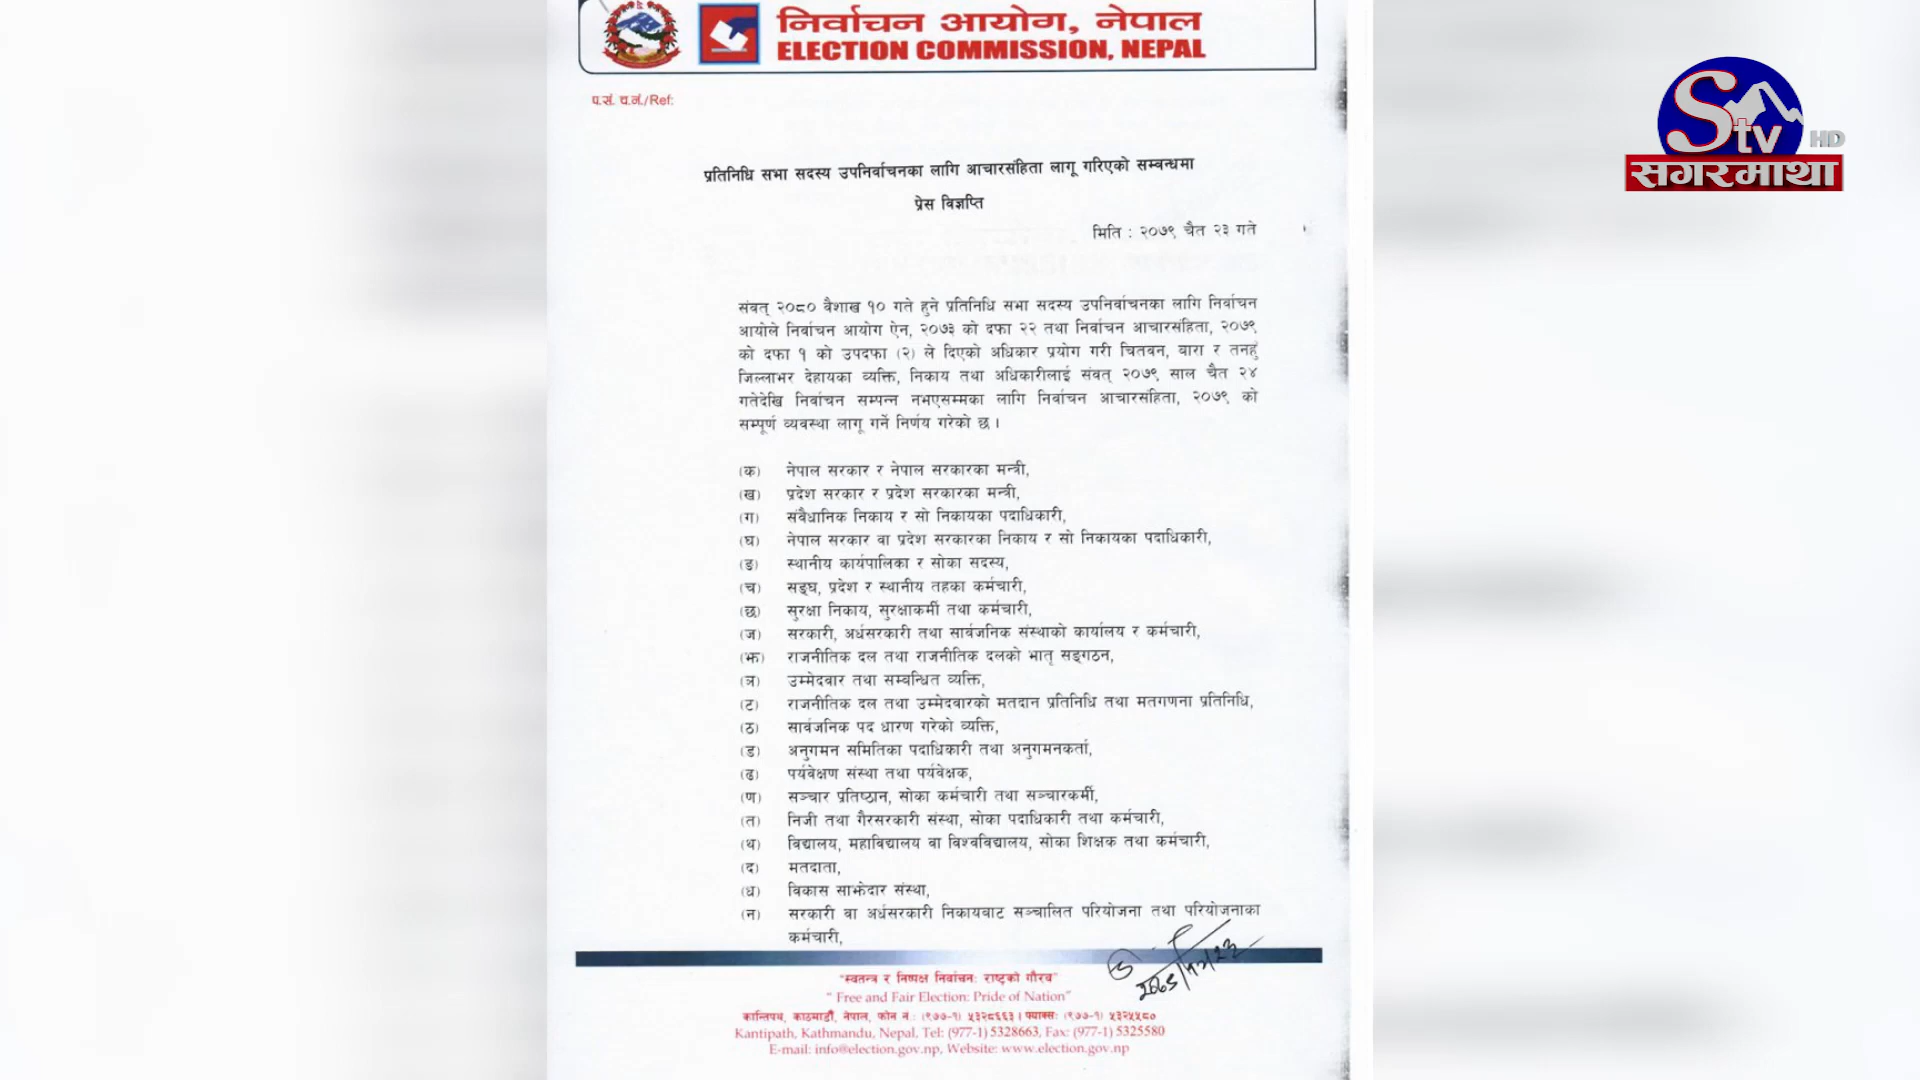 निर्वाचन आयोग, नेपाल
ELECTION COMMISSION, NEPAL
प.सं. च.नं./Ref:
Stv HD
सगरमाथा
प्रतिनिधि सभा सदस्य उपनिर्वाचनका लागि आचारसंहिता लागू गरिएको सम्बन्धमा
प्रेस विज्ञप्ति
मिति : २०७९ चैत २३ गते
संवत् २०८० वैशाख १० गते हुने प्रतिनिधि सभा सदस्य उपनिर्वाचनका लागि निर्वाचन
आयोले निर्वाचन आयोग ऐन, २०७३ को दफा २२ तथा निर्वाचन आचारसंहिता, २०७९
को दफा १ को उपदफा (२) ले दिएको अधिकार प्रयोग गरी चितवन, बारा र तनहुँ
जिल्लाभर देहायका व्यक्ति, निकाय तथा अधिकारीलाई संवत् २०७९ साल चैत २४
गतेदेखि निर्वाचन सम्पन्न नभएसम्मका लागि निर्वाचन आचारसंहिता, २०७९ को
सम्पूर्ण व्यवस्था लागू गर्ने निर्णय गरेको छ।
(क) नेपाल सरकार र नेपाल सरकारका मन्त्री,
(ख) प्रदेश सरकार र प्रदेश सरकारका मन्त्री,
(ग) संवैधानिक निकाय र सो निकायका पदाधिकारी,
(घ) नेपाल सरकार वा प्रदेश सरकारका निकाय र सो निकायका पदाधिकारी,
(ङ) स्थानीय कार्यपालिका र सोका सदस्य,
(च) सङ्घ, प्रदेश र स्थानीय तहका कर्मचारी,
(छ) सुरक्षा निकाय, सुरक्षाकर्मी तथा कर्मचारी,
(ज) सरकारी, अर्धसरकारी तथा सार्वजनिक संस्थाको कार्यालय र कर्मचारी,
(झ) राजनीतिक दल तथा राजनीतिक दलको भातृ सङ्गठन,
(ञ) उम्मेदवार तथा सम्बन्धित व्यक्ति,
(ट) राजनीतिक दल तथा उम्मेदवारको मतदान प्रतिनिधि तथा मतगणना प्रतिनिधि,
(ठ) सार्वजनिक पद धारण गरेको व्यक्ति,
(ड) अनुगमन समितिका पदाधिकारी तथा अनुगमनकर्ता,
(ढ) पर्यवेक्षण संस्था तथा पर्यवेक्षक,
(ण) सञ्चार प्रतिष्ठान, सोका कर्मचारी तथा सञ्चारकर्मी,
(त) निजी तथा गैरसरकारी संस्था, सोका पदाधिकारी तथा कर्मचारी,
(थ) विद्यालय, महाविद्यालय वा विश्वविद्यालय, सोका शिक्षक तथा कर्मचारी,
(द) मतदाता,
(ध) विकास साझेदार संस्था,
(न) सरकारी वा अर्धसरकारी निकायबाट सञ्चालित परियोजना तथा परियोजनाका
कर्मचारी,
"स्वतन्त्र र निष्पक्ष निर्वाचनः राष्ट्रको गौरव"
" Free and Fair Election: Pride of Nation"
कान्तिपथ, काठमाडौं, नेपाल, फोन नं.: (९७७-१) ५३२८६६३। फ्याक्सः (९७७-१) ५३२५५८०
Kantipath, Kathmandu, Nepal, Tel: (977-1) 5328663, Fax: (977-1) 5325580
E-mail: info@election.gov.np, Website: www.election.gov.np